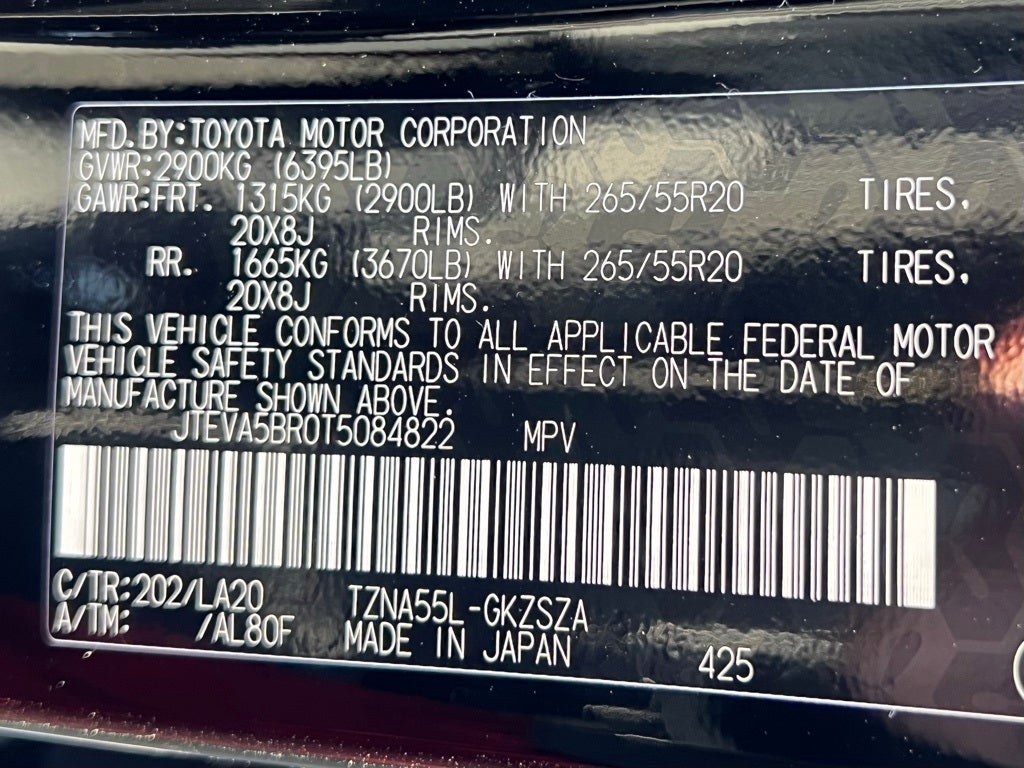 MFD.BY:TOYOTA MOTOR CORPORATION
GVWR:2900KG (6395LB)
GAWR:FRT. 1315KG (2900LB) WITH 265/55R20 TIRES,
20X8J RIMS.
RR. 1665KG (3670LB) WITH 265/55R20 TIRES,
20X8J RIMS.
THIS VEHICLE CONFORMS TO ALL APPLICABLE FEDERAL MOTOR
VEHICLE SAFETY STANDARDS IN EFFECT ON THE DATE OF
MANUFACTURE SHOWN ABOVE.
JTEVA5BR0T5084822 MPV
C/TR:202/LA20 TZNA55L-GKZSZA
A/TM: /AL80F MADE IN JAPAN 425